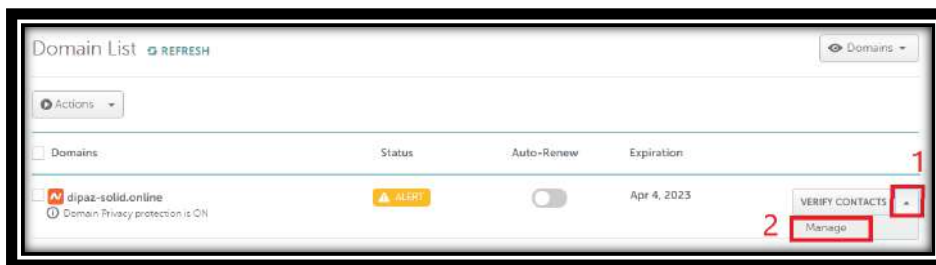 Domain List REFRESH
Domains
Actions
Domains Status Auto-Renew Expiration
1
dipaz-solid.online ALERT Apr 4, 2023
VERIFY CONTACTS
Domain Privacy protection is ON
2 Manage